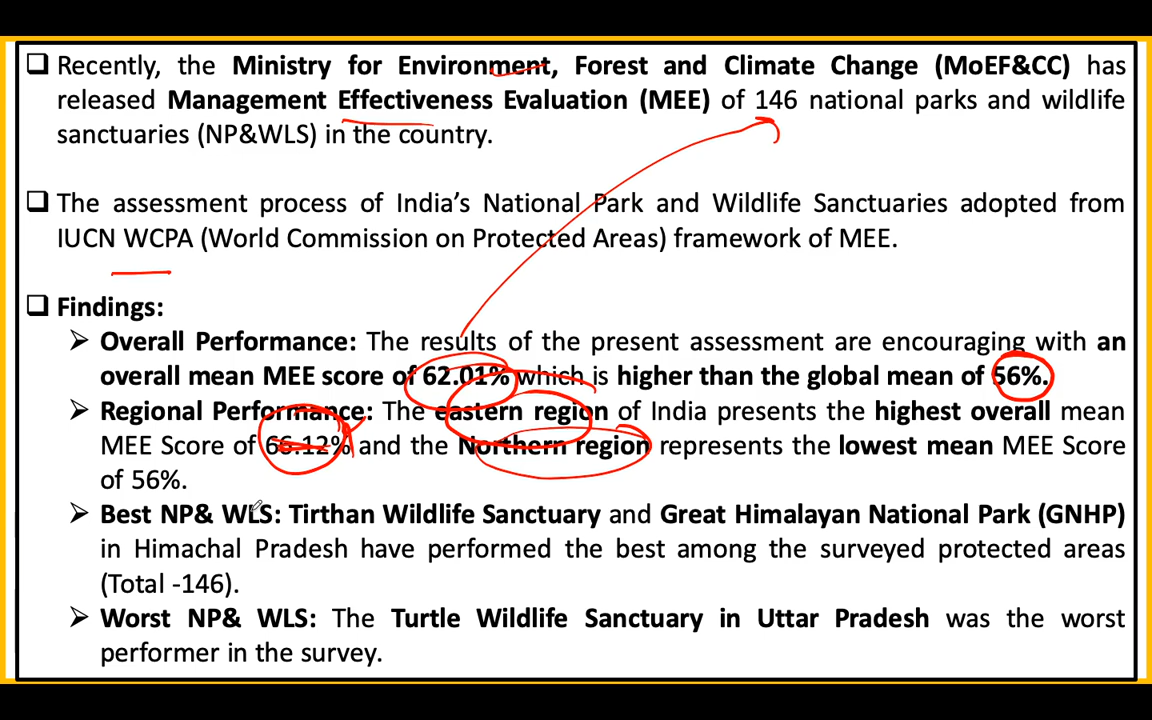 ❑ Recently, the Ministry for Environment, Forest and Climate Change (MoEF&CC) has
released Management Effectiveness Evaluation (MEE) of 146 national parks and wildlife
sanctuaries (NP&WLS) in the country.
❑ The assessment process of India's National Park and Wildlife Sanctuaries adopted from
IUCN WCPA (World Commission on Protected Areas) framework of MEE.
❑ Findings:
➢ Overall Performance: The results of the present assessment are encouraging with an
overall mean MEE score of 62.01% which is higher than the global mean of 56%.
➢ Regional Performance: The eastern region of India presents the highest overall mean
MEE Score of 66.12% and the Northern region represents the lowest mean MEE Score
of 56%.
➢ Best NP& WLS: Tirthan Wildlife Sanctuary and Great Himalayan National Park (GNHP)
in Himachal Pradesh have performed the best among the surveyed protected areas
(Total -146).
➢ Worst NP& WLS: The Turtle Wildlife Sanctuary in Uttar Pradesh was the worst
performer in the survey.